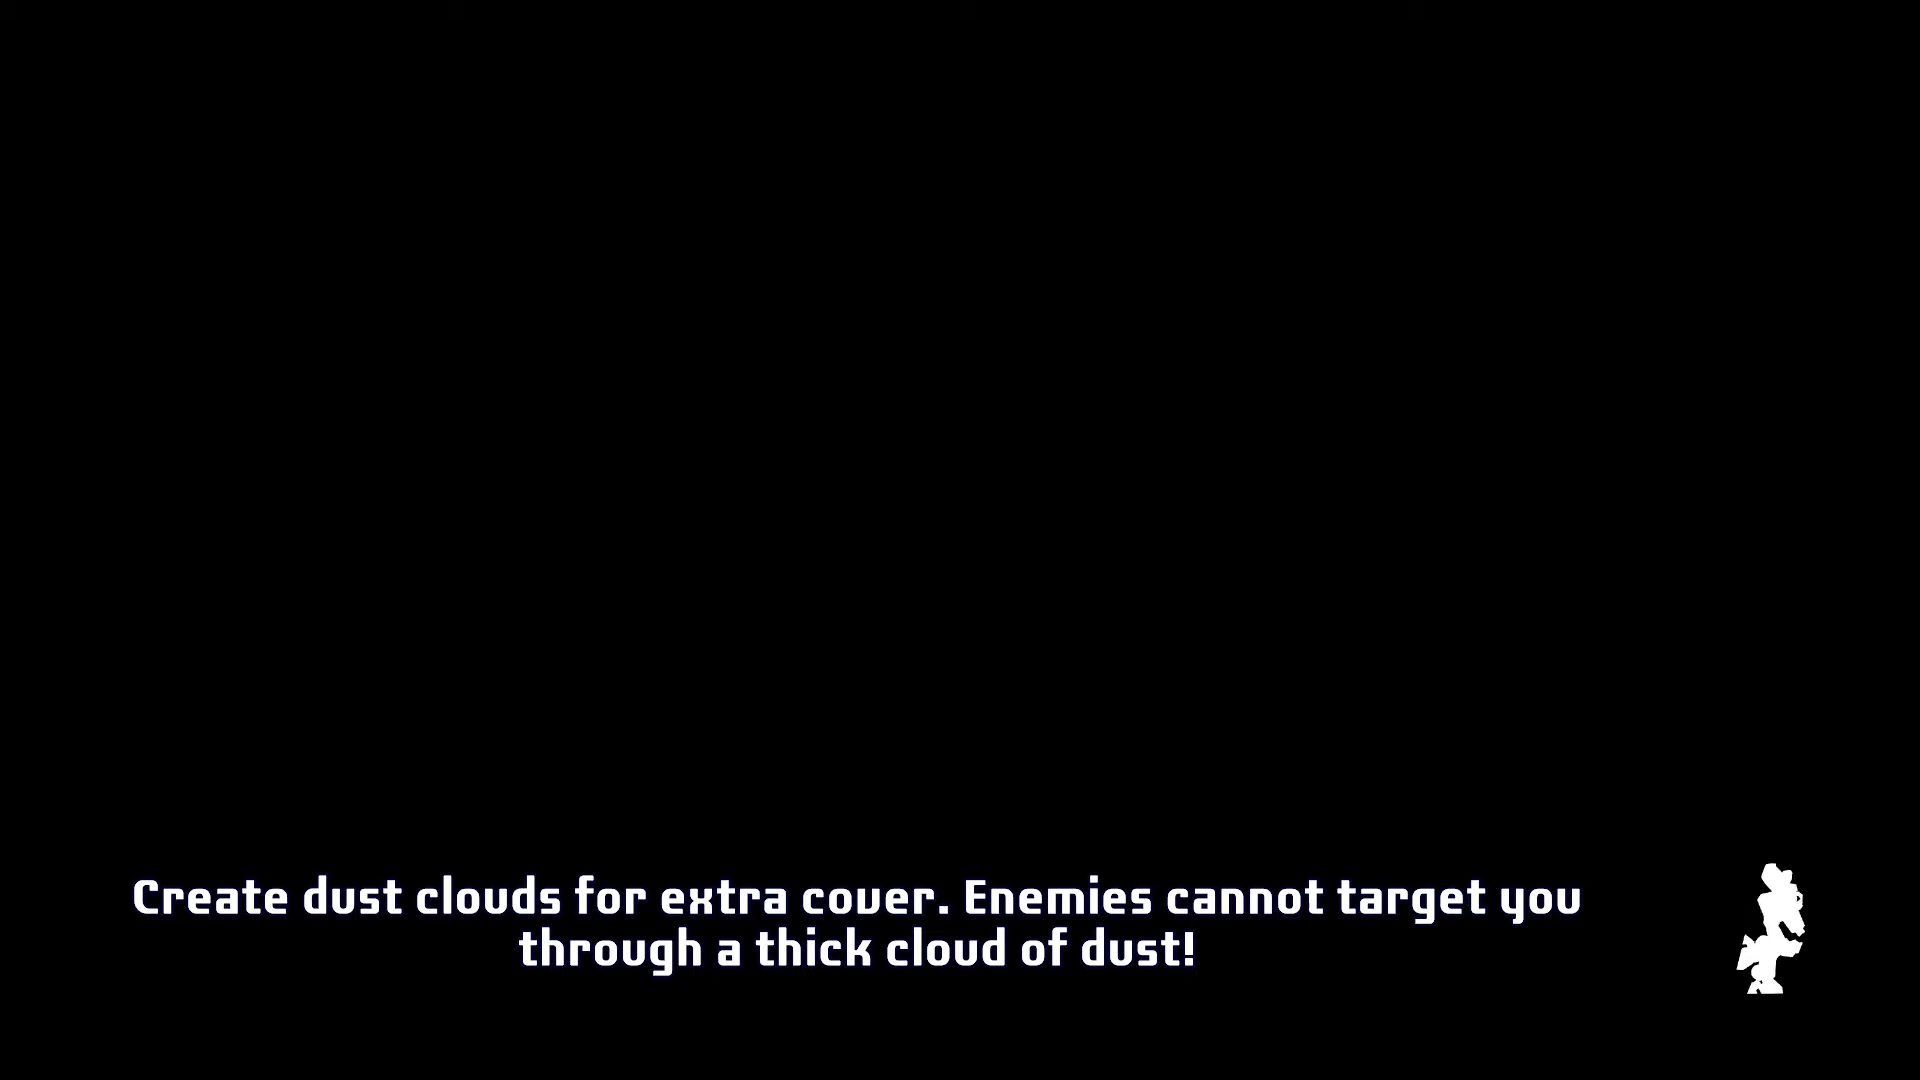 Create dust clouds for extra cover. Enemies cannot target you
through a thick cloud of dust!